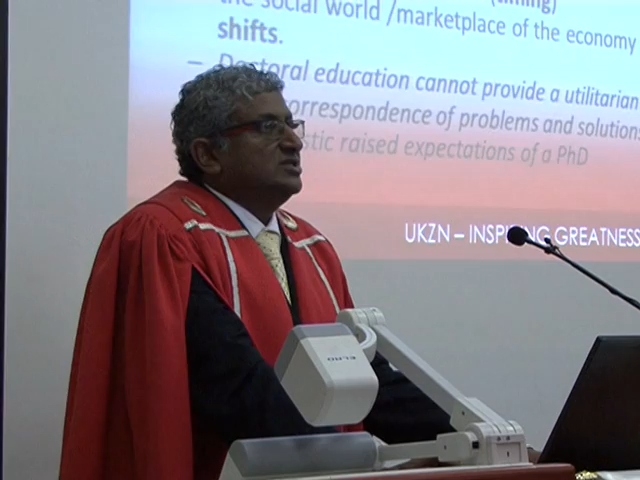 the social world /marketplace of the economy
shifts.
– Doctoral education cannot provide a utilitarian
correspondence of problems and solutions
raised expectations of a PhD
UKZN – INSPIRING GREATNESS
ELMO